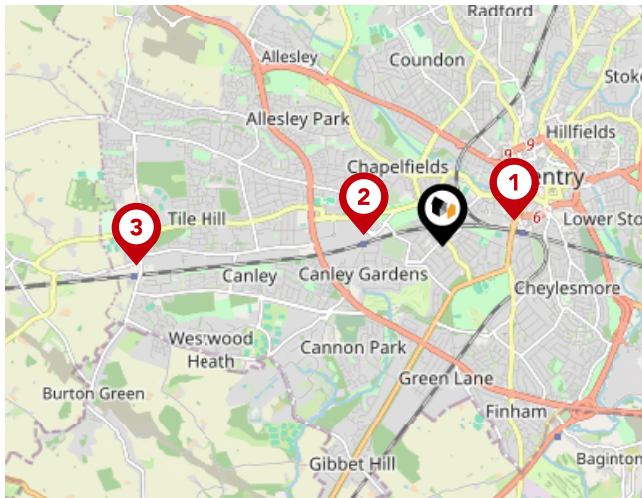 Radford
Allesley
Coundon
Stoke
Allesley Park
Hillfields
9
9
Chapelfields
1
entry
2
3
Tile Hill
6
Lower Sto
Canley
Canley Gardens
Cheylesmore
Westwood
Heath
Cannon Park
Green Lane
Burton Green
Finham
Gibbet Hill
Baginton